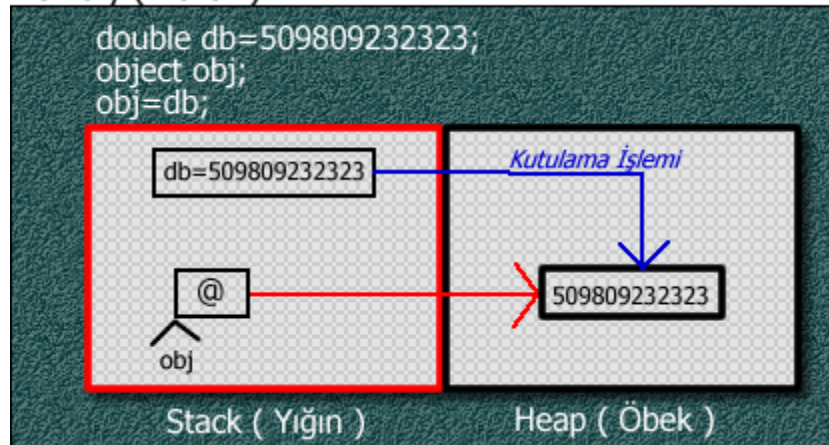 double db=509809232323;
object obj;
obj=db;
db=509809232323
Kutulama İşlemi
@
509809232323
obj
Stack ( Yığın )
Heap ( Öbek )